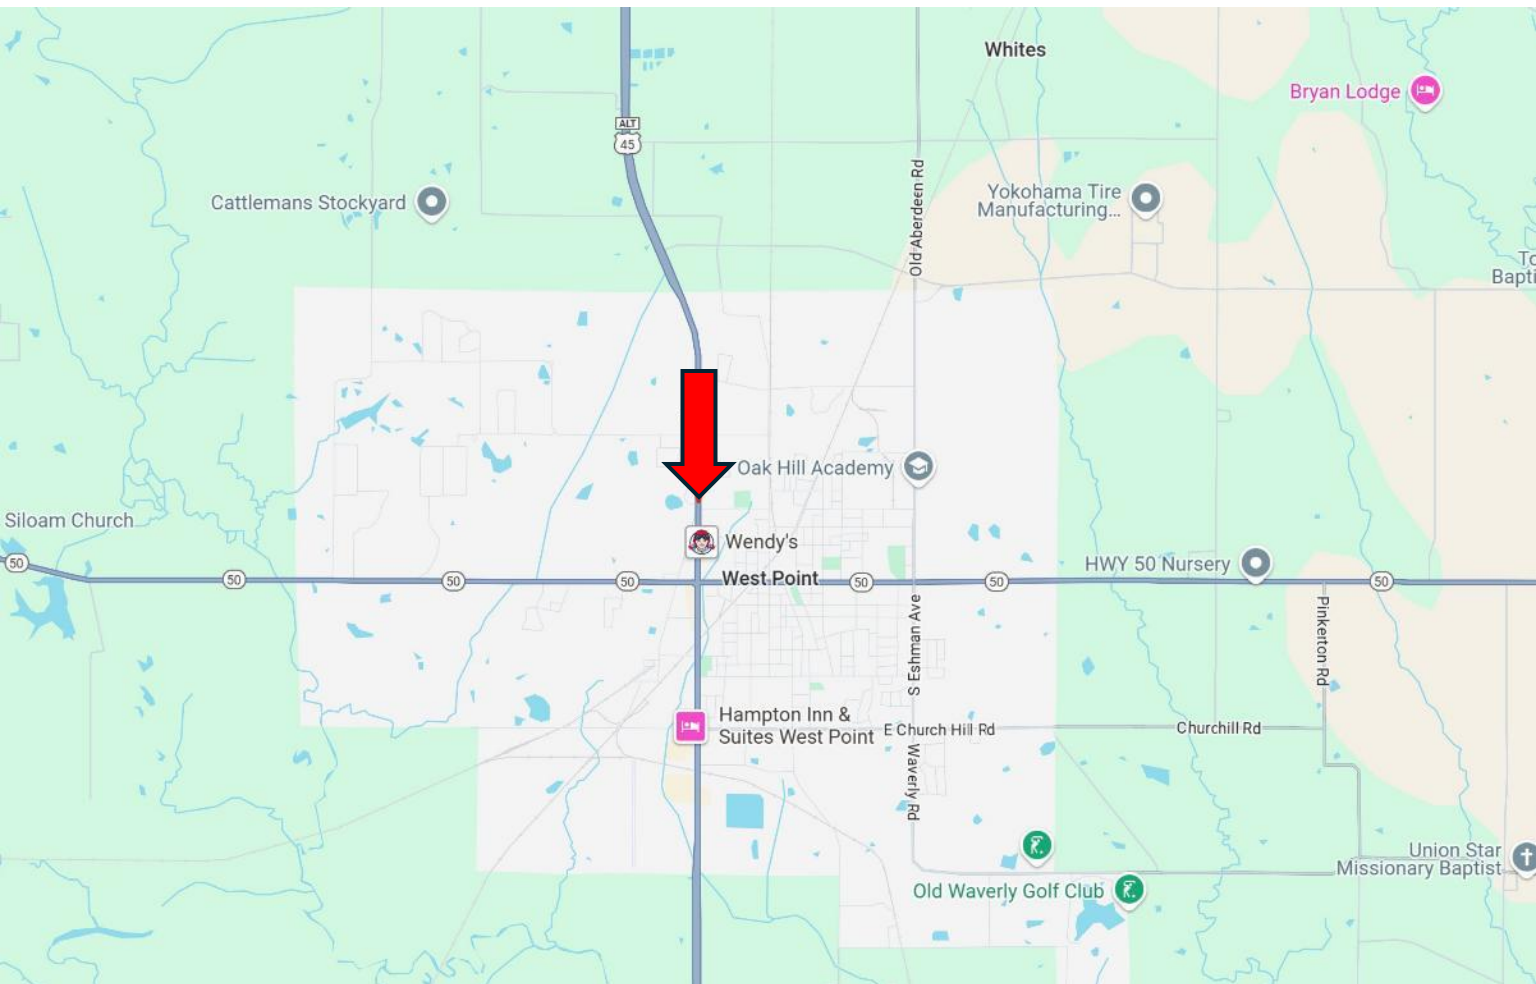 Whites
Bryan Lodge
ALT
45
Old Aberdeen Rd
Cattlemans Stockyard
Yokohama Tire
Manufacturing...
To
Bapti
Oak Hill Academy
Siloam Church
Wendy's
50
50
50
50
West Point
50
50
HWY 50 Nursery
50
Pinkerton Rd
S Eshman Ave
Hampton Inn &
Suites West Point
E Church Hill Rd
Churchill Rd
Waverly Rd
Union Star
Missionary Baptist
Old Waverly Golf Club